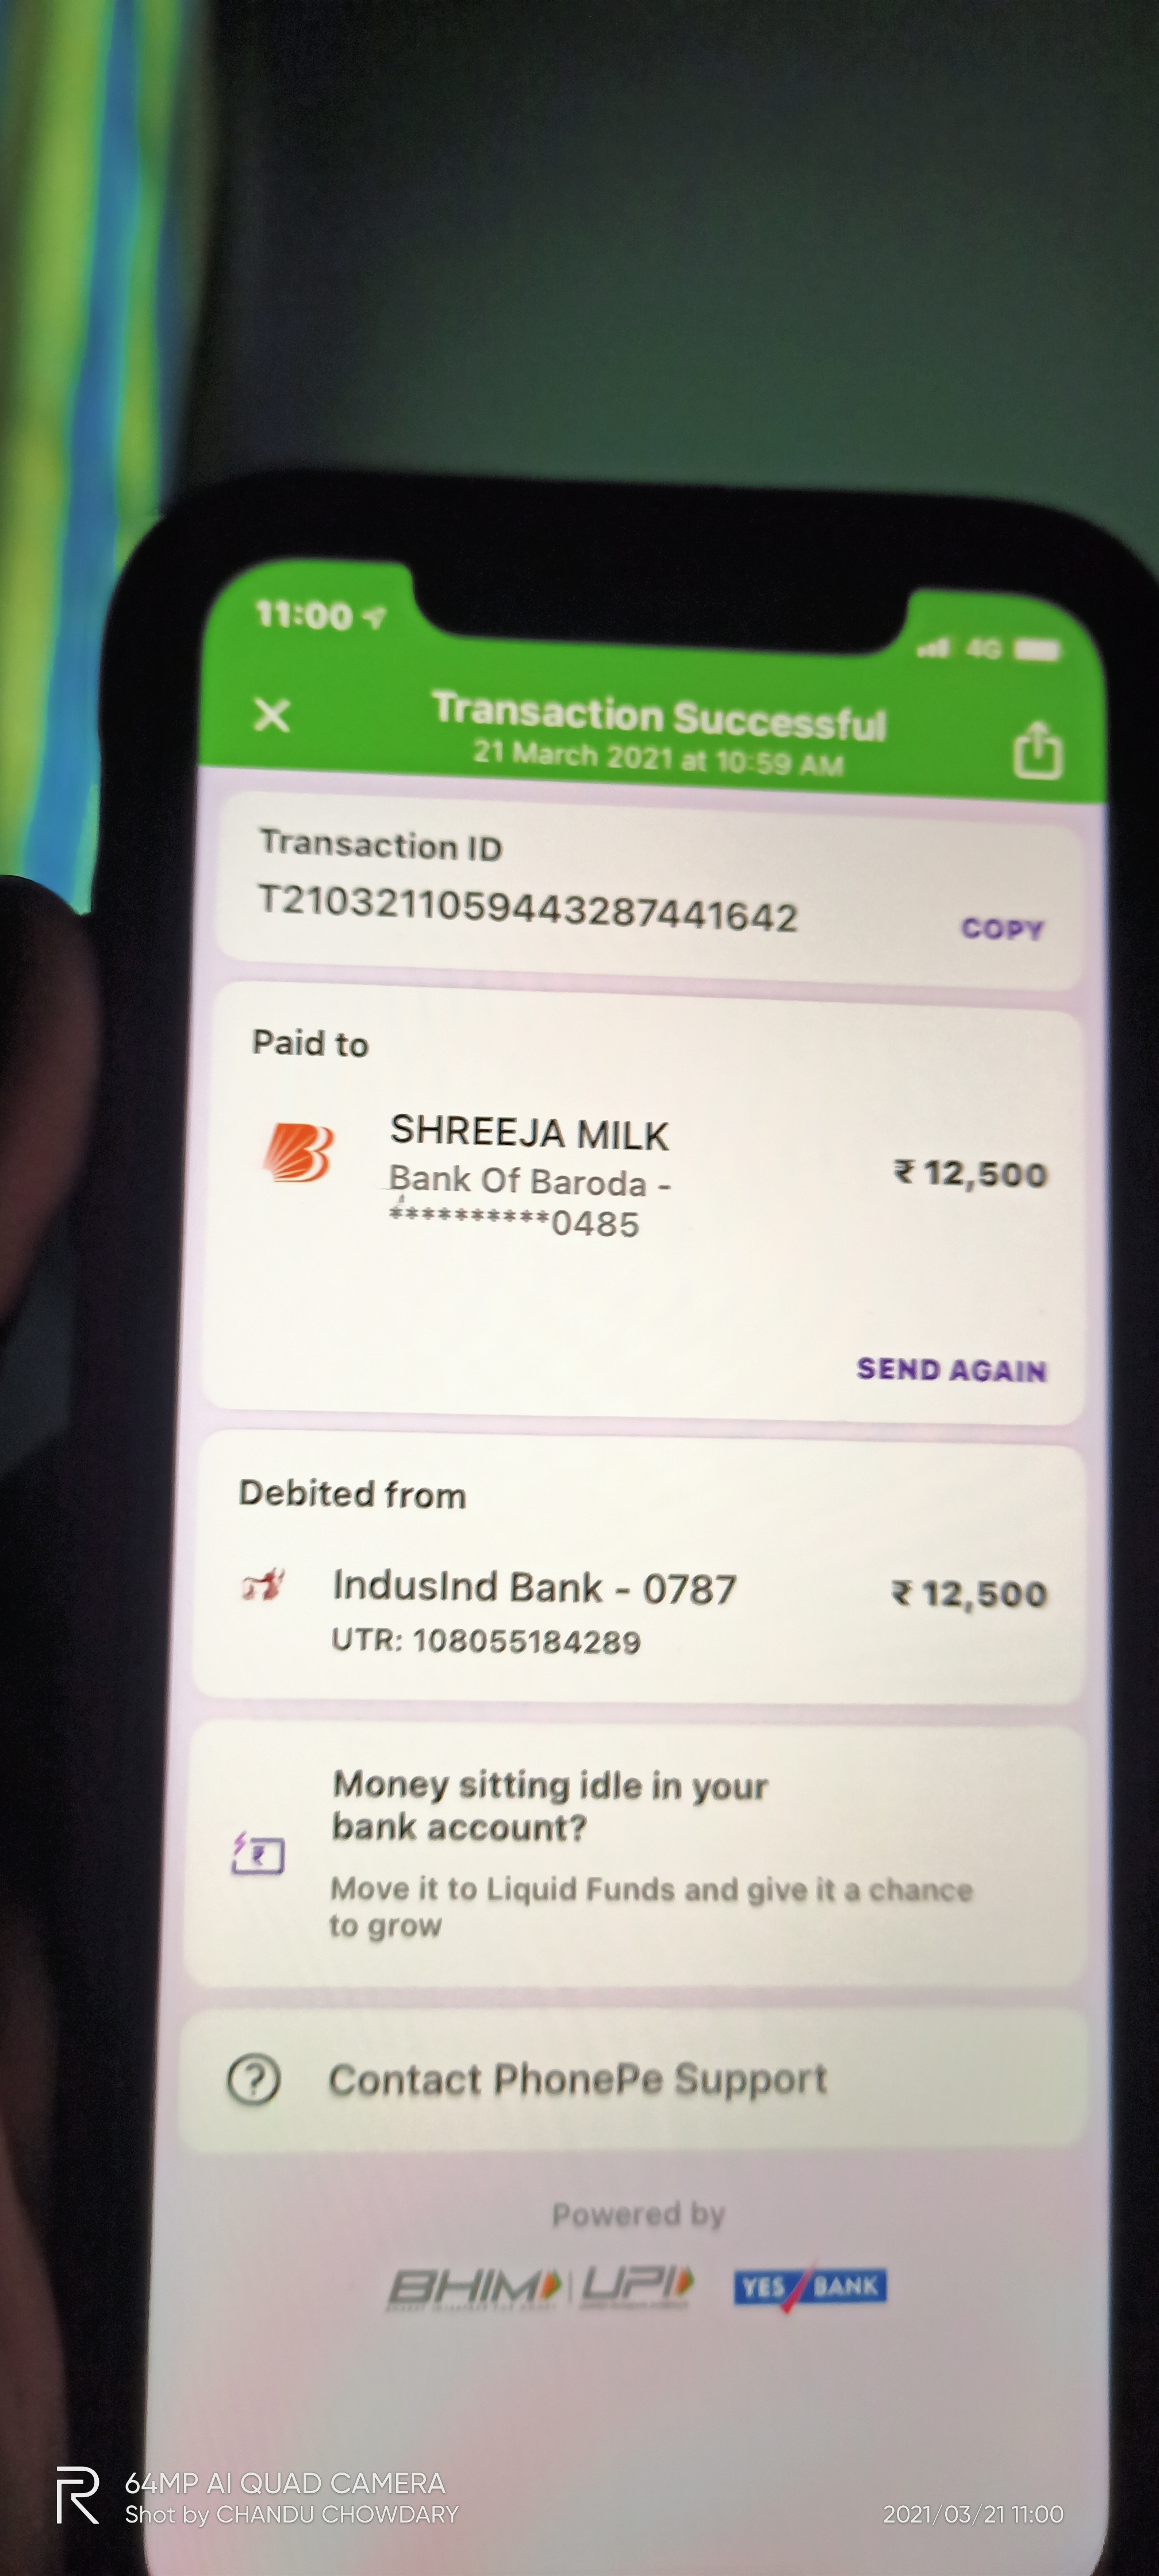 11:00
4G
Transaction Successful
21 March 2021 at 10:59 AM
Transaction ID
T2103211059443287441642
COPY
Paid to
SHREEJA MILK
₹ 12,500
Bank Of Baroda -
**********0485
SEND AGAIN
Debited from
IndusInd Bank - 0787
₹ 12,500
UTR: 108055184289
Money sitting idle in your
bank account?
Move it to Liquid Funds and give it a chance
to grow
Contact PhonePe Support
Powered by
BHIM UPI YES BANK
R
64MP AI QUAD CAMERA
Shot by CHANDU CHOWDARY
2021/03/21 11:00